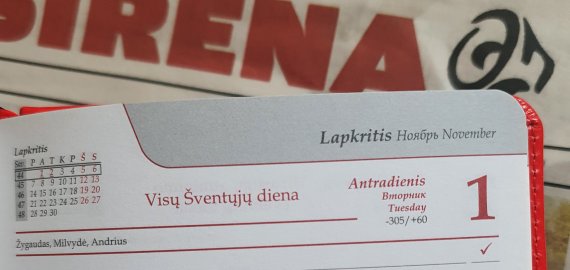 SIRENA
Lapkritis Ноябрь November
Lapkritis
P A T K P Š S
44 1 2 3 4 5 6
45 7 8 9 10 11 12 13
46 14 15 16 17 18 19 20
47 21 22 23 24 25 26 27
48 28 29 30
Visų Šventųjų diena
Antradienis
Вторник
Tuesday
-305/+60
1
Žygaudas, Milvydė, Andrius